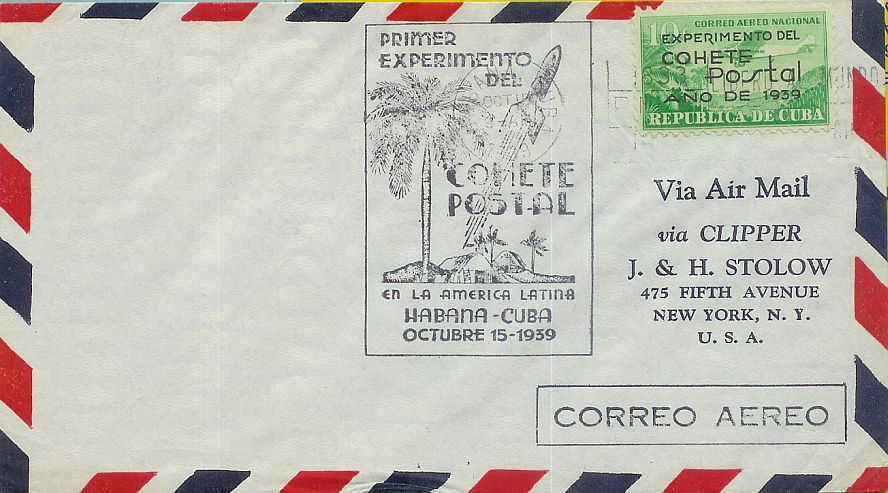 PRIMER
EXPERIMENTO
DEL
COHETE
POSTAL
EN LA AMERICA LATINA
HABANA-CUBA
OCTUBRE 15-1939
CORREO AEREO NACIONAL
10
EXPERIMENTO DEL
COHETE
Postal
AÑO DE 1939
REPUBLICA DE CUBA
Via Air Mail
via CLIPPER
J. & H. STOLOW
475 FIFTH AVENUE
NEW YORK, N. Y.
U. S. A.
CORREO AEREO